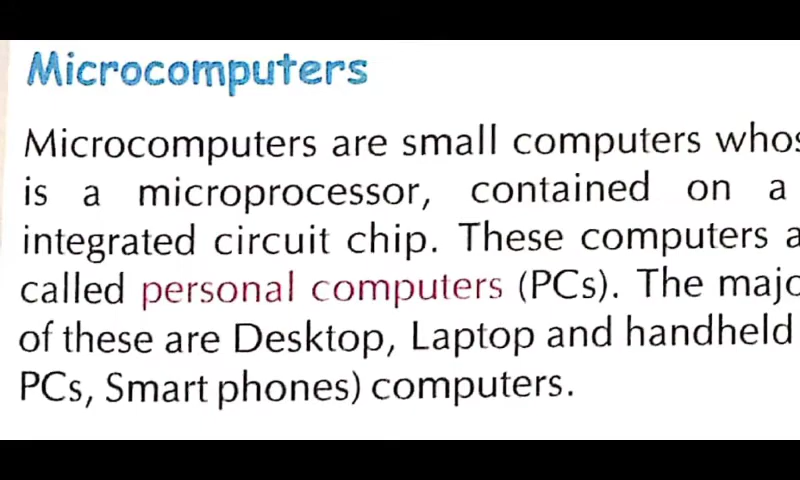 Microcomputers
Microcomputers are small computers
is a microprocessor, contained on a
integrated circuit chip. These computers
called personal computers (PCs). The
of these are Desktop, Laptop and handheld
PCs, Smart phones) computers.